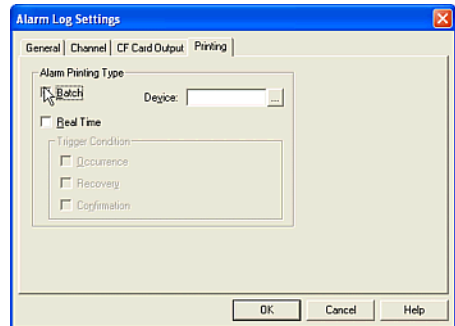 Alarm Log Settings
General Channel CF Card Output Printing
Alarm Printing Type
Batch Device: ...
Real Time
Trigger Condition
Occurrence
Recovery
Confirmation
OK Cancel Help